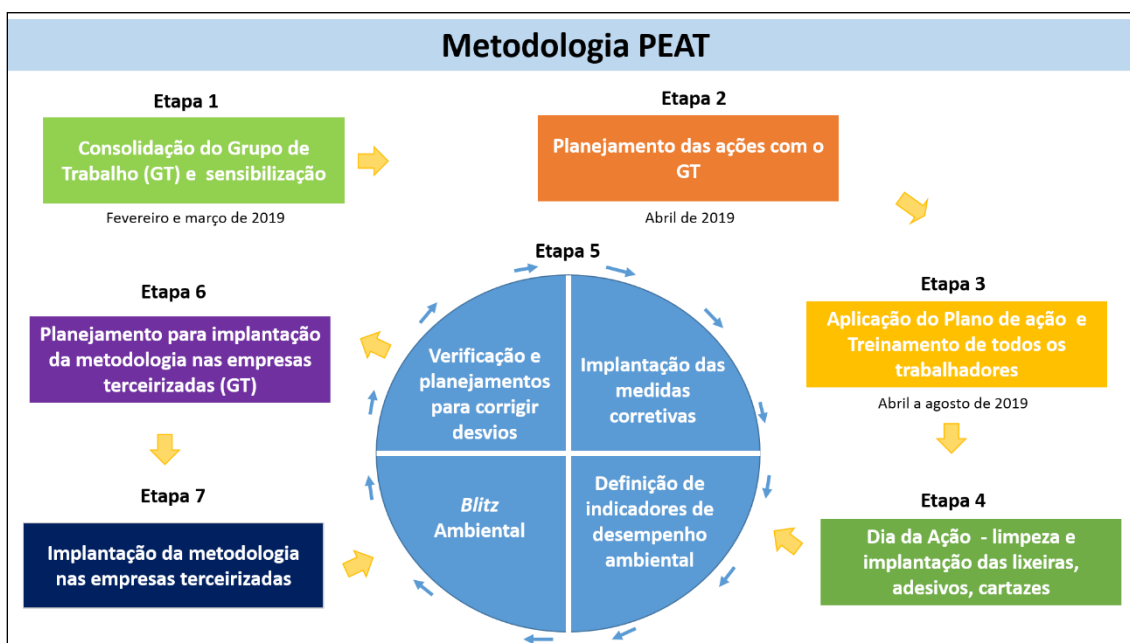 Metodologia PEAT
Etapa 1
Consolidação do Grupo de
Trabalho (GT) e sensibilização
Fevereiro e março de 2019
Etapa 2
Planejamento das ações com o
GT
Abril de 2019
Etapa 3
Aplicação do Plano de ação e
Treinamento de todos os
trabalhadores
Abril a agosto de 2019
Etapa 4
Dia da Ação - limpeza e
implantação das lixeiras,
adesivos, cartazes
Etapa 5
Verificação e
planejamentos
para corrigir
desvios
Implantação das
medidas
corretivas
Blitz
Ambiental
Definição de
indicadores de
desempenho
ambiental
Etapa 6
Planejamento para implantação
da metodologia nas empresas
terceirizadas (GT)
Etapa 7
Implantação da metodologia
nas empresas terceirizadas